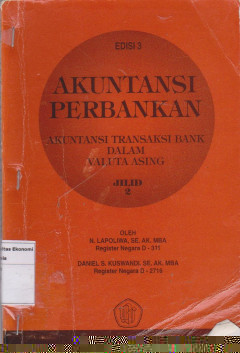 EDISI 3
AKUNTANSI
PERBANKAN
AKUNTANSI TRANSAKSI BANK
DALAM
VALUTA ASING
JILID
2
OLEH
N. LAPOLIWA, SE. AK. MBA
Register Negara D - 511
DANIEL S. KUSWANDI. SE. AK. MBA
Register Negara D - 2716
Ekonomi